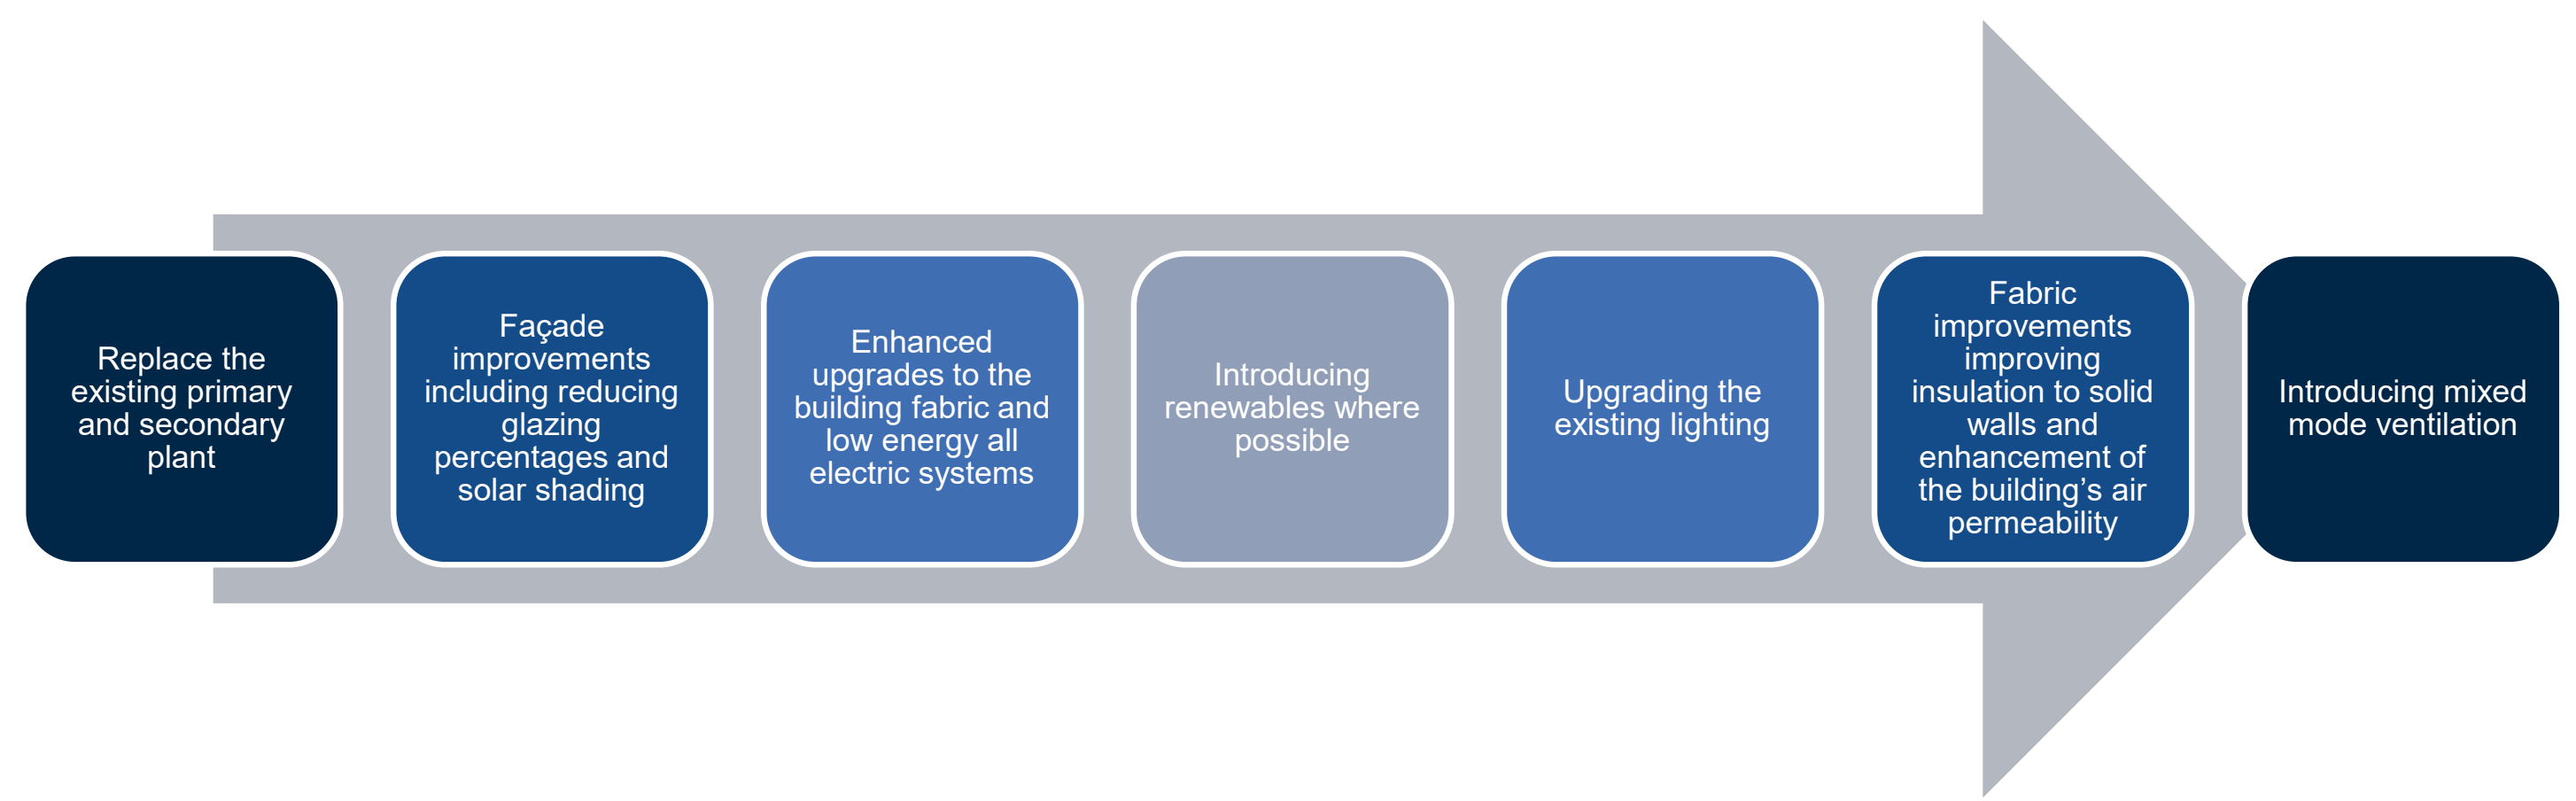 Replace the
existing primary
and secondary
plant
Façade
improvements
including reducing
glazing
percentages and
solar shading
Enhanced
upgrades to the
building fabric and
low energy all
electric systems
Introducing
renewables where
possible
Upgrading the
existing lighting
Fabric
improvements
improving
insulation to solid
walls and
enhancement of
the building’s air
permeability
Introducing mixed
mode ventilation